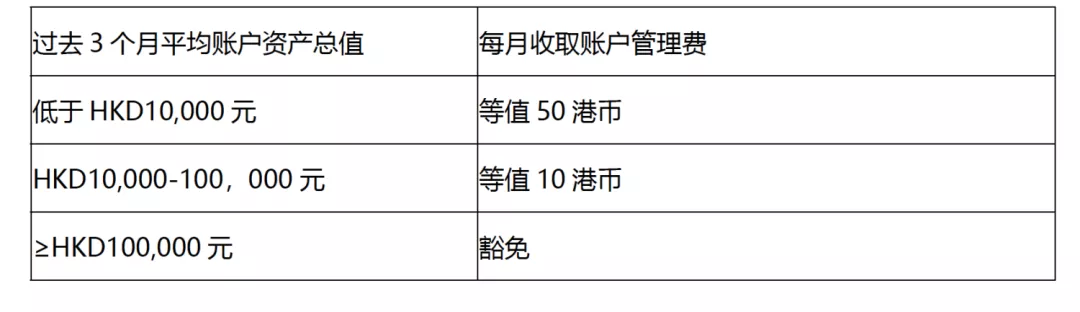 过去 3 个月平均账户资产总值
每月收取账户管理费
低于 HKD10,000 元
等值 50 港币
HKD10,000-100，000 元
等值 10 港币
≥HKD100,000 元
豁免